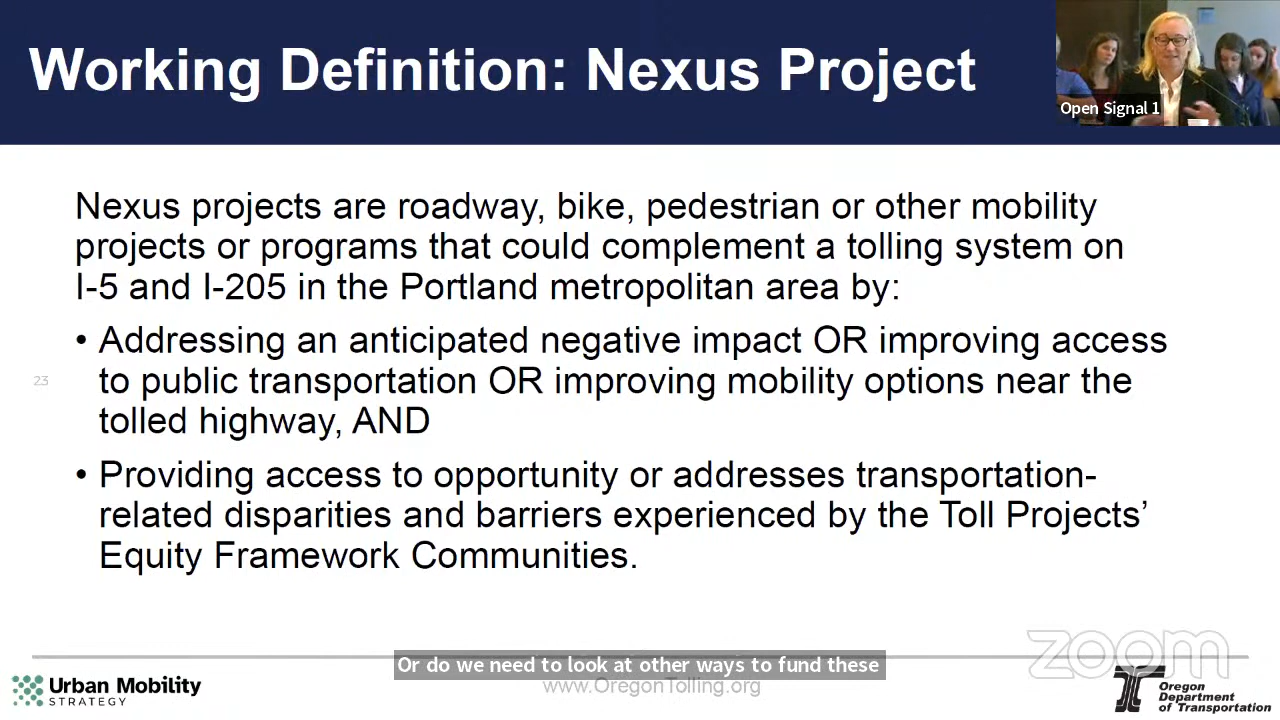 Working Definition: Nexus Project
Open Signal 1
Nexus projects are roadway, bike, pedestrian or other mobility
projects or programs that could complement a tolling system on
I-5 and I-205 in the Portland metropolitan area by:
• Addressing an anticipated negative impact OR improving access
to public transportation OR improving mobility options near the
tolled highway, AND
• Providing access to opportunity or addresses transportation-
related disparities and barriers experienced by the Toll Projects’
Equity Framework Communities.
23
zoom
Or do we need to look at other ways to fund these
www.OregonTolling.org
Urban Mobility
STRATEGY
Oregon
Department
of Transportation